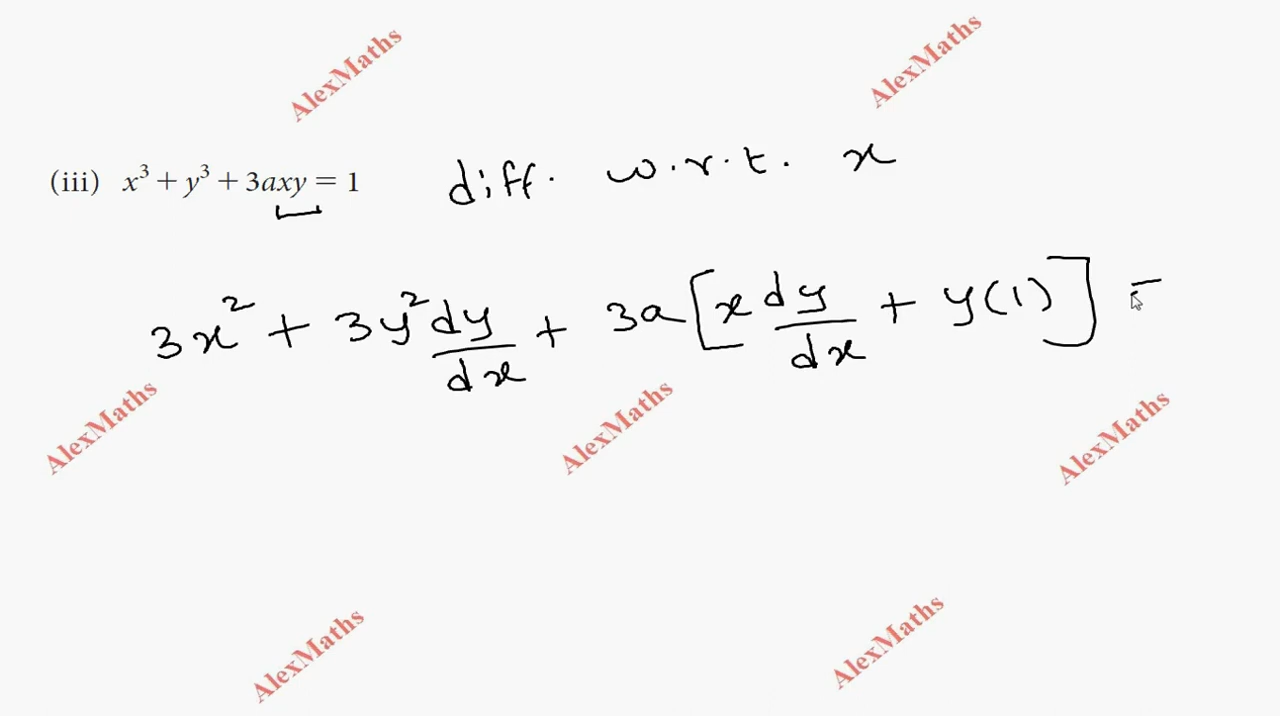 AlexMaths
AlexMaths
(iii) x³ + y³ + 3axy = 1 diff. w.r.t. x
3x² + 3y² dy/dx + 3a[x dy/dx + y(1)] =
AlexMaths
AlexMaths
AlexMaths
AlexMaths
AlexMaths